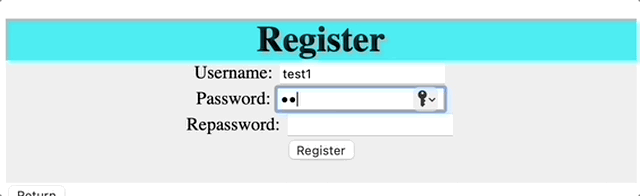 Register
Username: test1
Password: ••
Repassword:
Register
Return